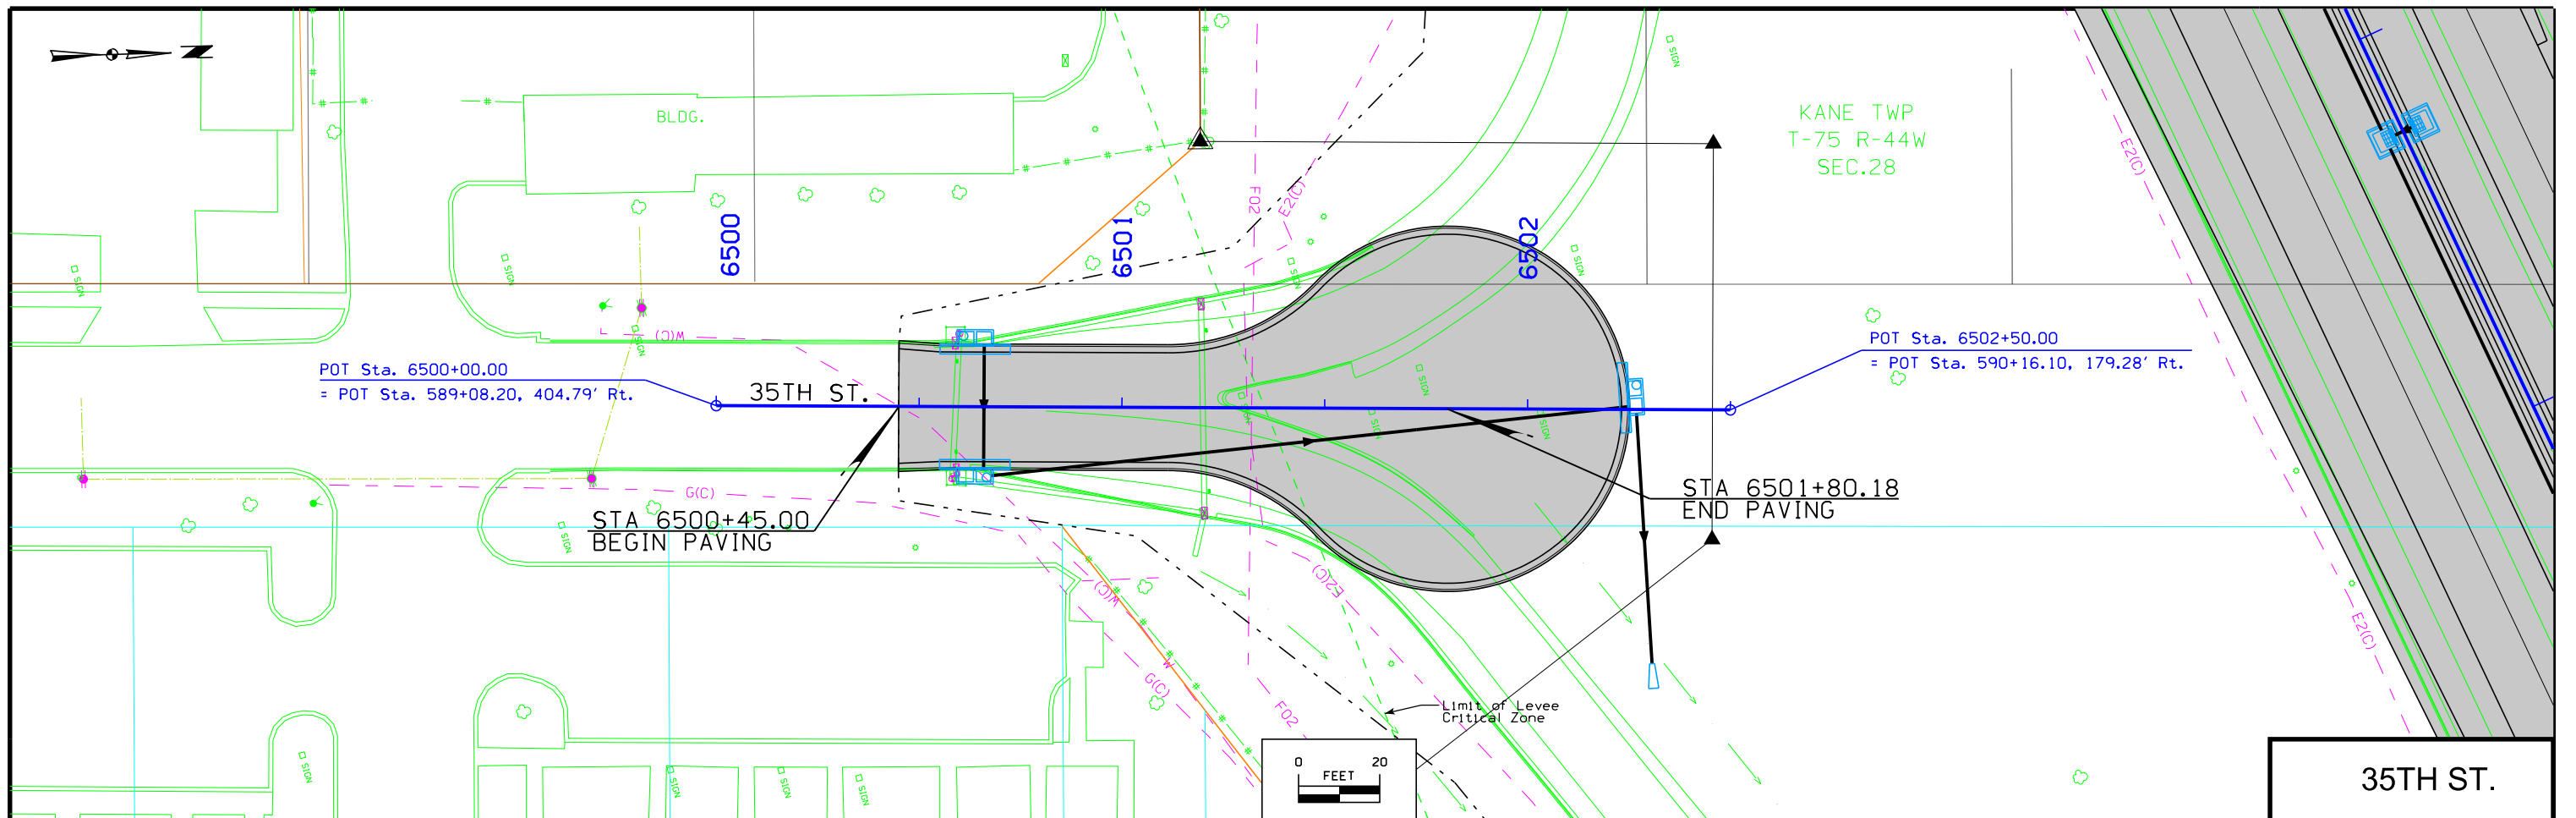 N
BLDG.
KANE TWP
T-75 R-44W
SEC.28
6500
6501
6502
F02
E2(C)
E2(C)
SIGN
SIGN
SIGN
SIGN
SIGN
SIGN
W(C)
POT Sta. 6500+00.00
= POT Sta. 589+08.20, 404.79' Rt.
35TH ST.
POT Sta. 6502+50.00
= POT Sta. 590+16.10, 179.28' Rt.
SIGN
SIGN
SIGN
SIGN
G(C)
STA 6500+45.00
BEGIN PAVING
STA 6501+80.18
END PAVING
SIGN
W(C)
E2(C)
E2(C)
W
G(C)
F02
Limit of Levee
Critical Zone
SIGN
SIGN
SIGN
SIGN
0 20
FEET
35TH ST.